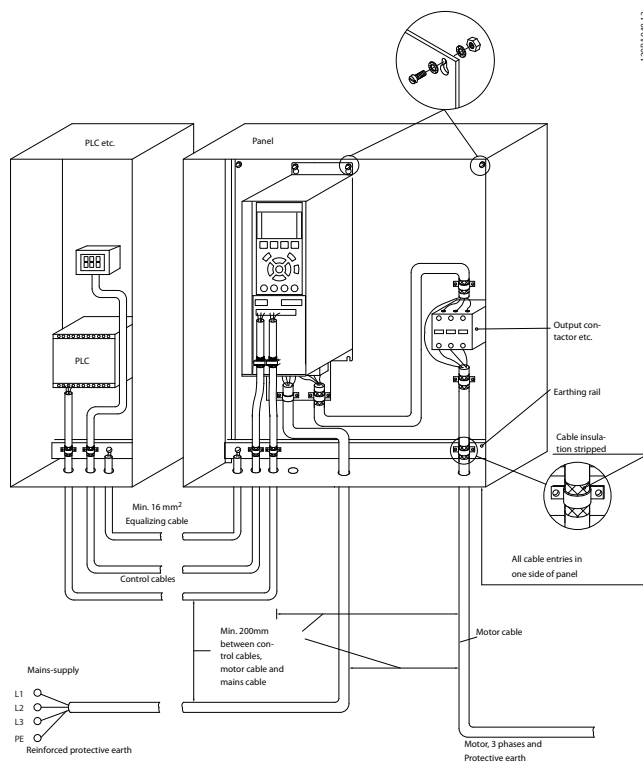 PLC etc.
Panel
PLC
Output con-
tactor etc.
Earthing rail
Cable insula-
tion stripped
Min. 16 mm²
Equalizing cable
Control cables
All cable entries in
one side of panel
Min. 200mm
between con-
trol cables,
motor cable and
mains cable
Motor cable
Mains-supply
L1
L2
L3
PE
Reinforced protective earth
Motor, 3 phases and
Protective earth